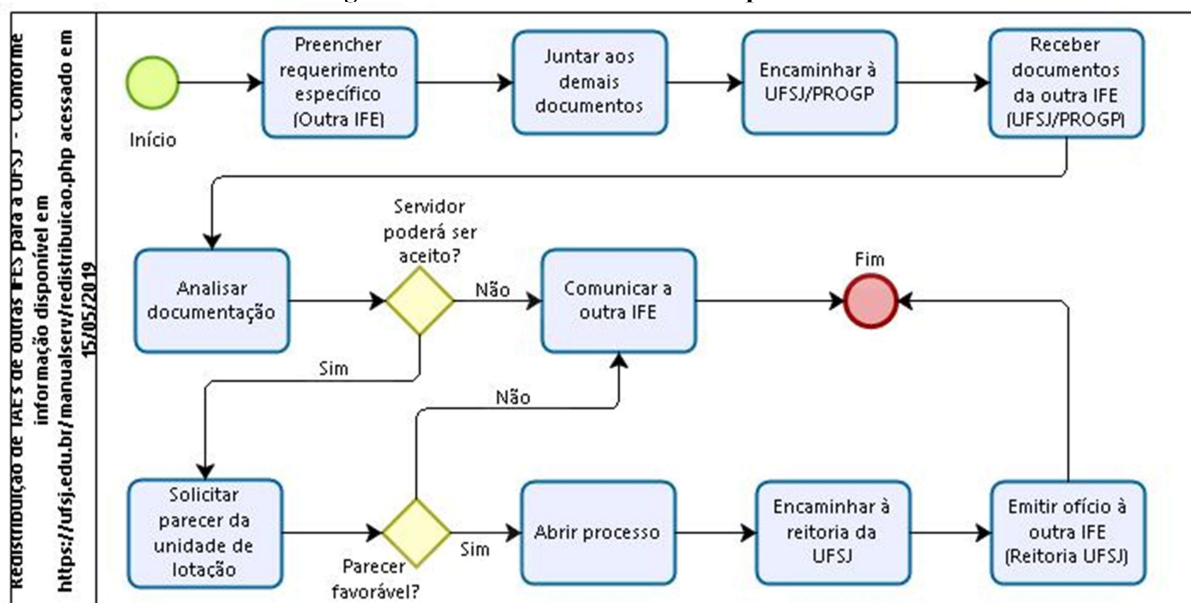 Redistribuição de TAE's de outras IFES para a UFSJ - Conforme
informação disponível em
https://ufsj.edu.br/manualserv/redistribuicao.php acessado em
15/05/2019
Início
Preencher
requerimento
específico
(Outra IFE)
Juntar aos
demais
documentos
Encaminhar à
UFSJ/PROGP
Receber
documentos
da outra IFE
(UFSJ/PROGP)
Analisar
documentação
Servidor
poderá ser
aceito?
Não
Comunicar a
outra IFE
Fim
Sim
Não
Solicitar
parecer da
unidade de
lotação
Parecer
favorável?
Sim
Abrir processo
Encaminhar à
reitoria da
UFSJ
Emitir ofício à
outra IFE
(Reitoria UFSJ)